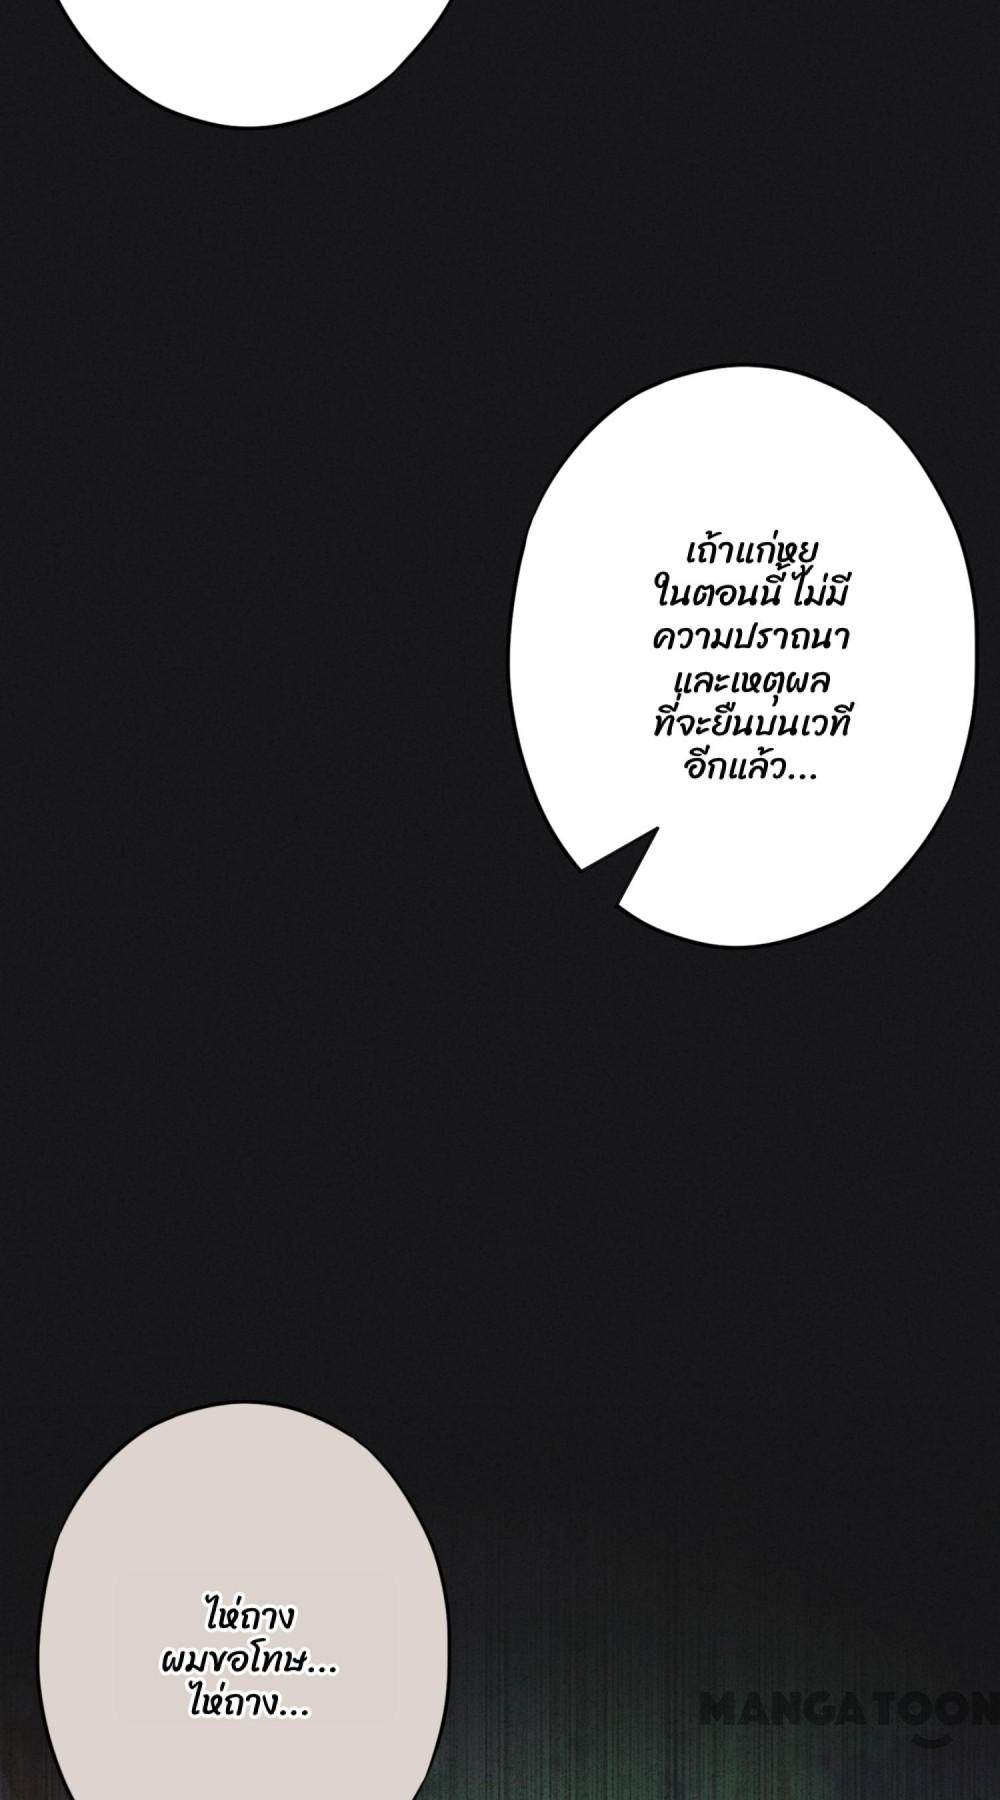 เถ้าแก่หยู
ในตอนนี้ ไม่มี
ความปราถนา
และเหตุผล
ที่จะยืนบนเวที
อีกแล้ว...
ไห่ถาง
ผมขอโทษ...
ไห่ถาง...
MANGATOON